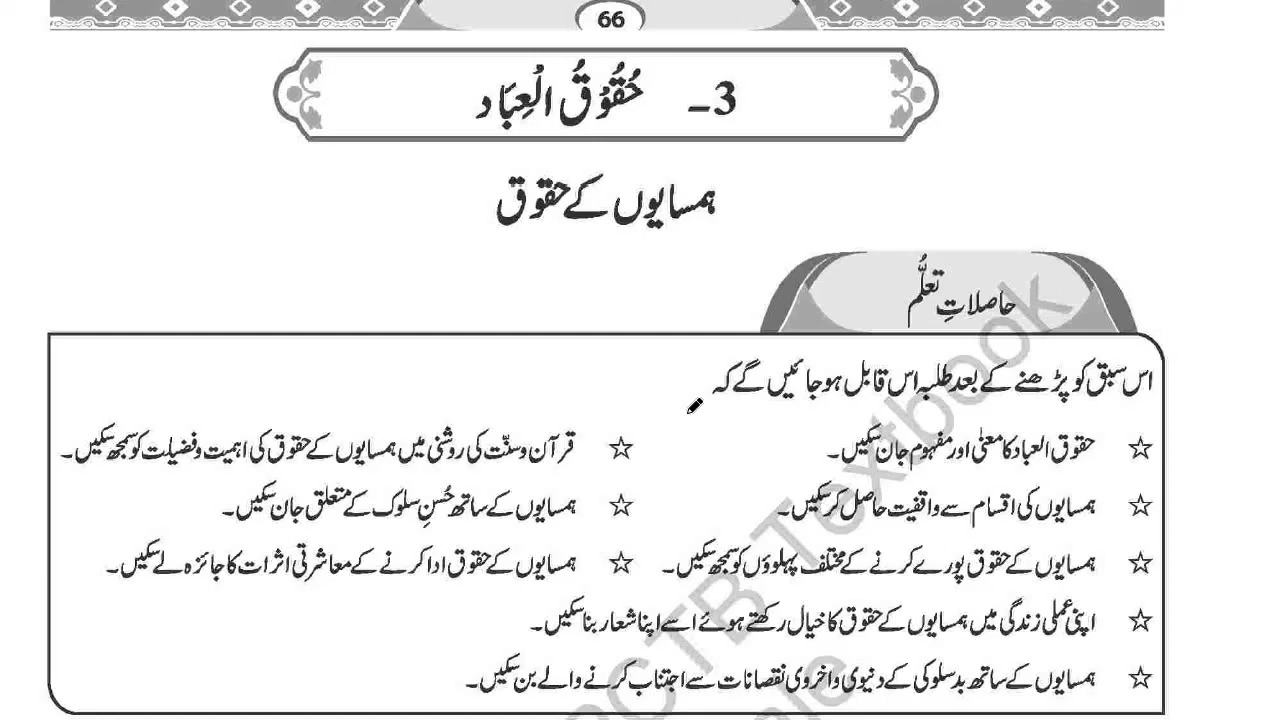 66
3۔ حُقُوْقُ الْعِبَاد
ہمسایوں کے حقوق
حاصلاتِ تعلُّم
اس سبق کو پڑھنے کے بعد طلبہ اس قابل ہو جائیں گے کہ
☆ حقوق العباد کا معنٰی اور مفہوم جان سکیں۔ ☆ قرآن و سنّت کی روشنی میں ہمسایوں کے حقوق کی اہمیت و فضیلت کو سمجھ سکیں۔
☆ ہمسایوں کی اقسام سے واقفیت حاصل کر سکیں۔ ☆ ہمسایوں کے ساتھ حُسنِ سلوک کے متعلق جان سکیں۔
☆ ہمسایوں کے حقوق پورے کرنے کے مختلف پہلوؤں کو سمجھ سکیں۔ ☆ ہمسایوں کے حقوق ادا کرنے کے معاشرتی اثرات کا جائزہ لے سکیں۔
☆ اپنی عملی زندگی میں ہمسایوں کے حقوق کا خیال رکھتے ہوئے اسے اپنا شعار بنا سکیں۔
☆ ہمسایوں کے ساتھ بدسلوکی کے دنیوی و اخروی نقصانات سے اجتناب کرنے والے بن سکیں۔
PCTB Textbook